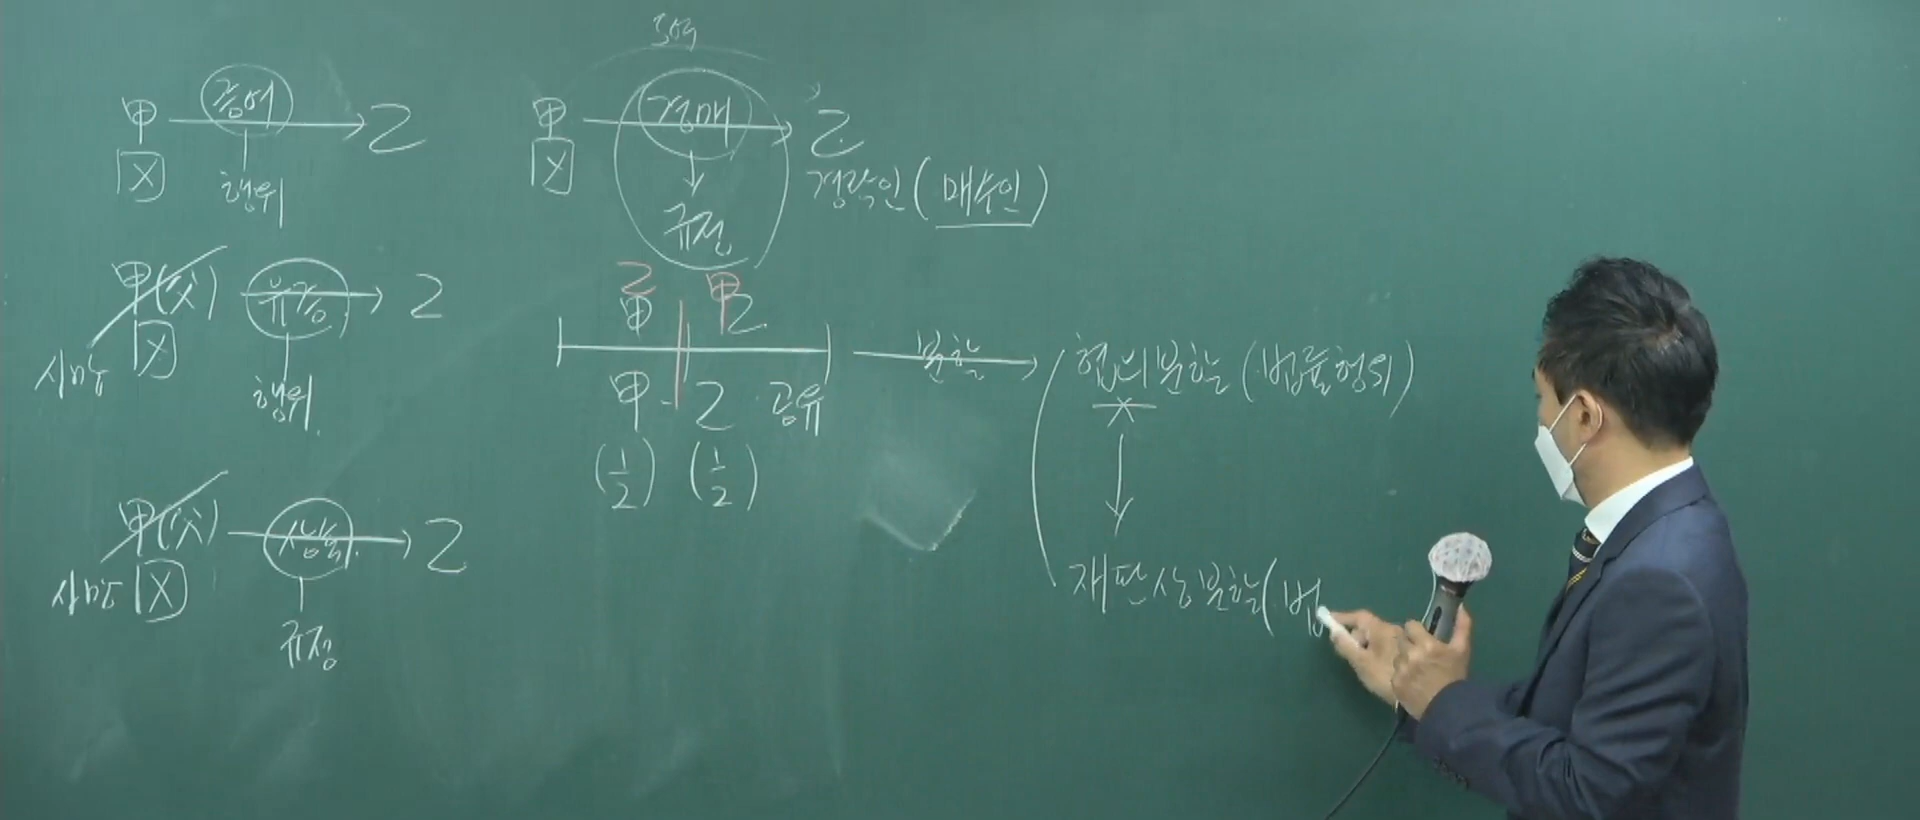 甲 증여 乙
X 행위
甲(父) 유증 乙
사망 X
행위
甲(父) 상속 乙
사망 X
규정
甲 경매 乙
X
규정
경락인(매수인)
乙 甲
甲 乙
甲 - 乙 공유
(1/2) (1/2)
분할
협의분할(법률행위)
재판상분할(법